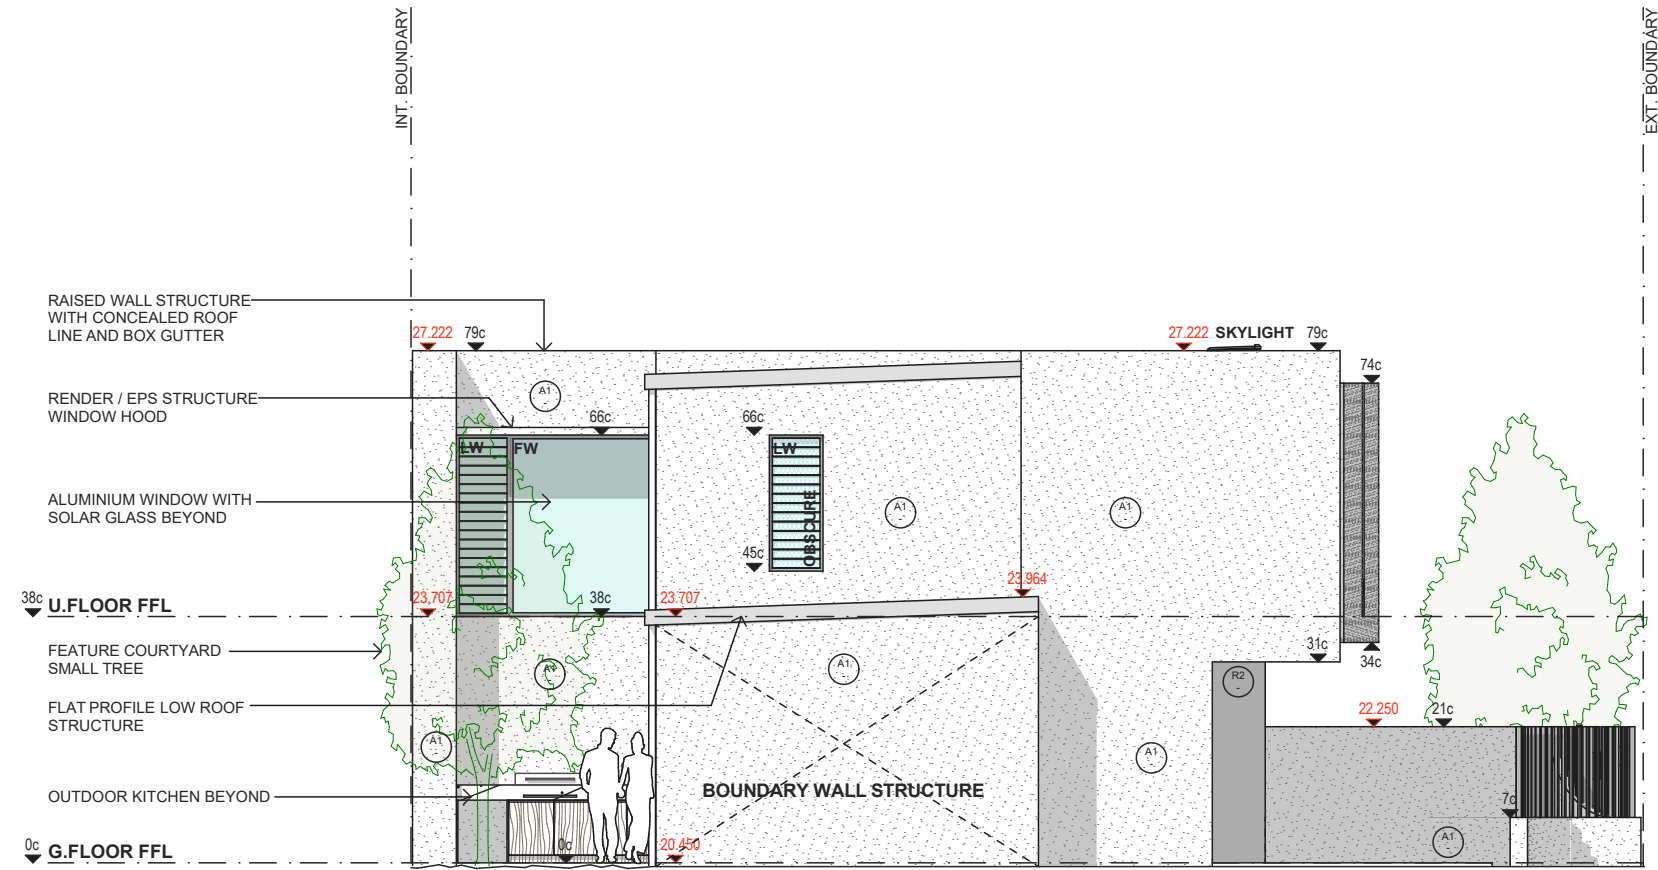 INT. BOUNDARY
EXT. BOUNDARY
RAISED WALL STRUCTURE
WITH CONCEALED ROOF
LINE AND BOX GUTTER
27.222 79c
27.222 SKYLIGHT 79c
74c
RENDER / EPS STRUCTURE
WINDOW HOOD
A1
-
66c
66c
LW FW
LW
OBSCURE
ALUMINIUM WINDOW WITH
SOLAR GLASS BEYOND
A1
-
A1
-
45c
38c U.FLOOR FFL
23.707
38c
23.707
23.964
FEATURE COURTYARD
SMALL TREE
A1
-
A1
-
31c
34c
R2
-
FLAT PROFILE LOW ROOF
STRUCTURE
22.250 21c
A1
-
A1
-
OUTDOOR KITCHEN BEYOND
BOUNDARY WALL STRUCTURE
7c
0c G.FLOOR FFL
0c
20.450
A1
-